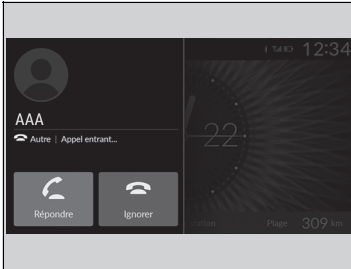 12:34
AAA
Autre | Appel entrant...
22
Répondre
Ignorer
Plage 309 km